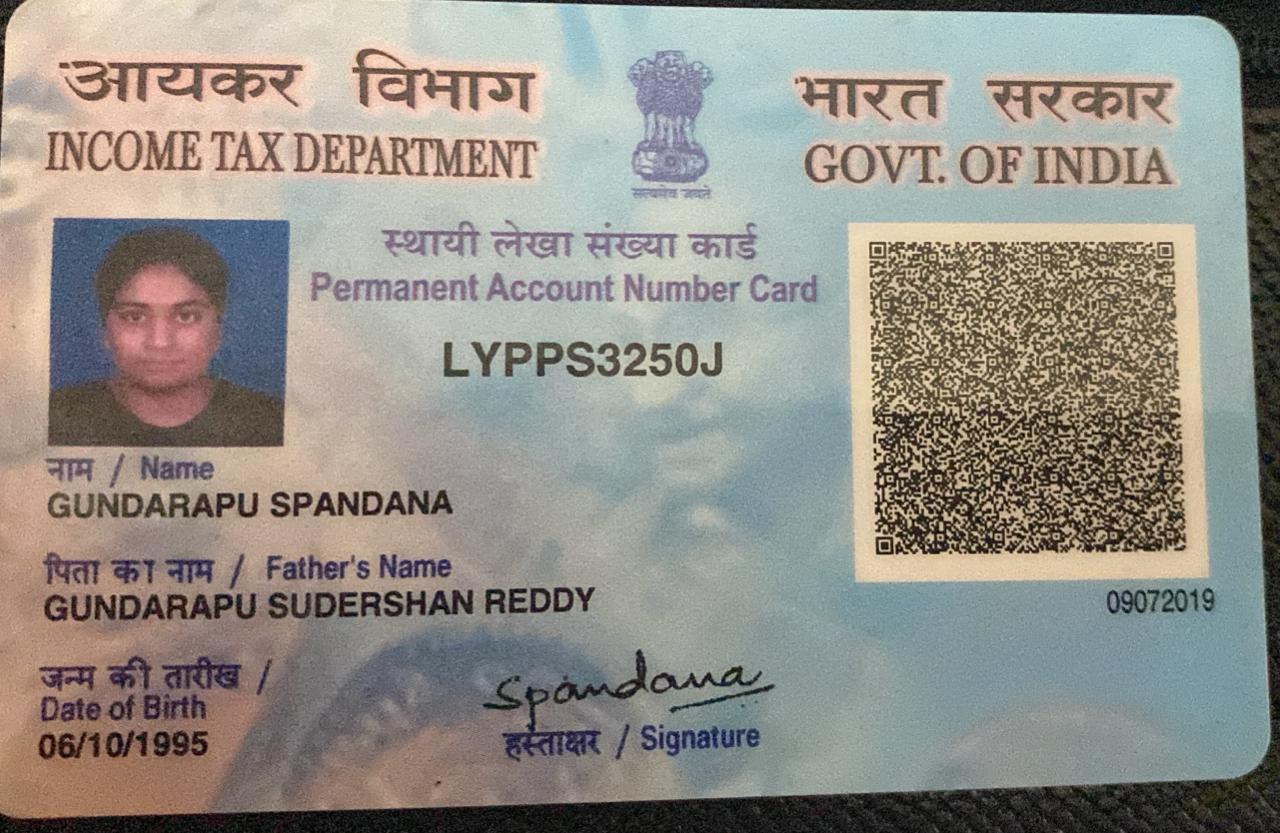 आयकर विभाग
INCOME TAX DEPARTMENT
सत्यमेव जयते
भारत सरकार
GOVT. OF INDIA
स्थायी लेखा संख्या कार्ड
Permanent Account Number Card
LYPPS3250J
नाम / Name
GUNDARAPU SPANDANA
पिता का नाम / Father's Name
GUNDARAPU SUDERSHAN REDDY
09072019
जन्म की तारीख /
Date of Birth
06/10/1995
Spandana
हस्ताक्षर / Signature